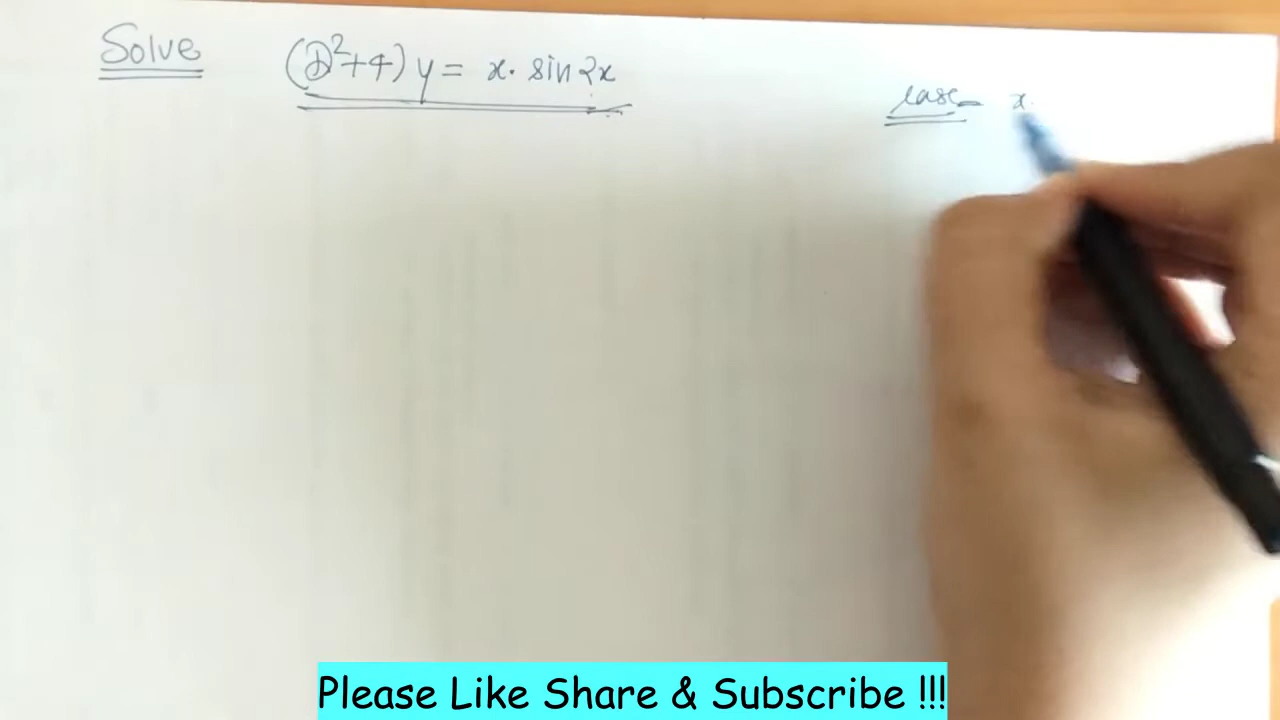 Solve (D²+4) y = x. sin 2x
case - x.
Please Like Share & Subscribe !!!